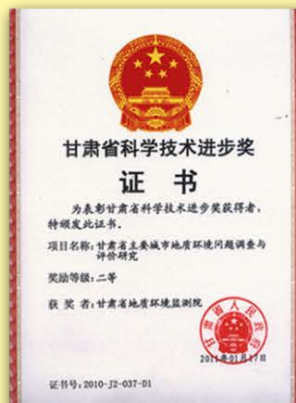 甘肃省科学技术进步奖
证 书
为表彰甘肃省科学技术进步奖获得者，
特颁发此证书。
项目名称：甘肃省主要城市地质环境问题调查与
评价研究
奖励等级：二等
获 奖 者：甘肃省地质环境监测院
甘肃省人民政府
2011年01月17日
证书号：2010-J2-037-D1